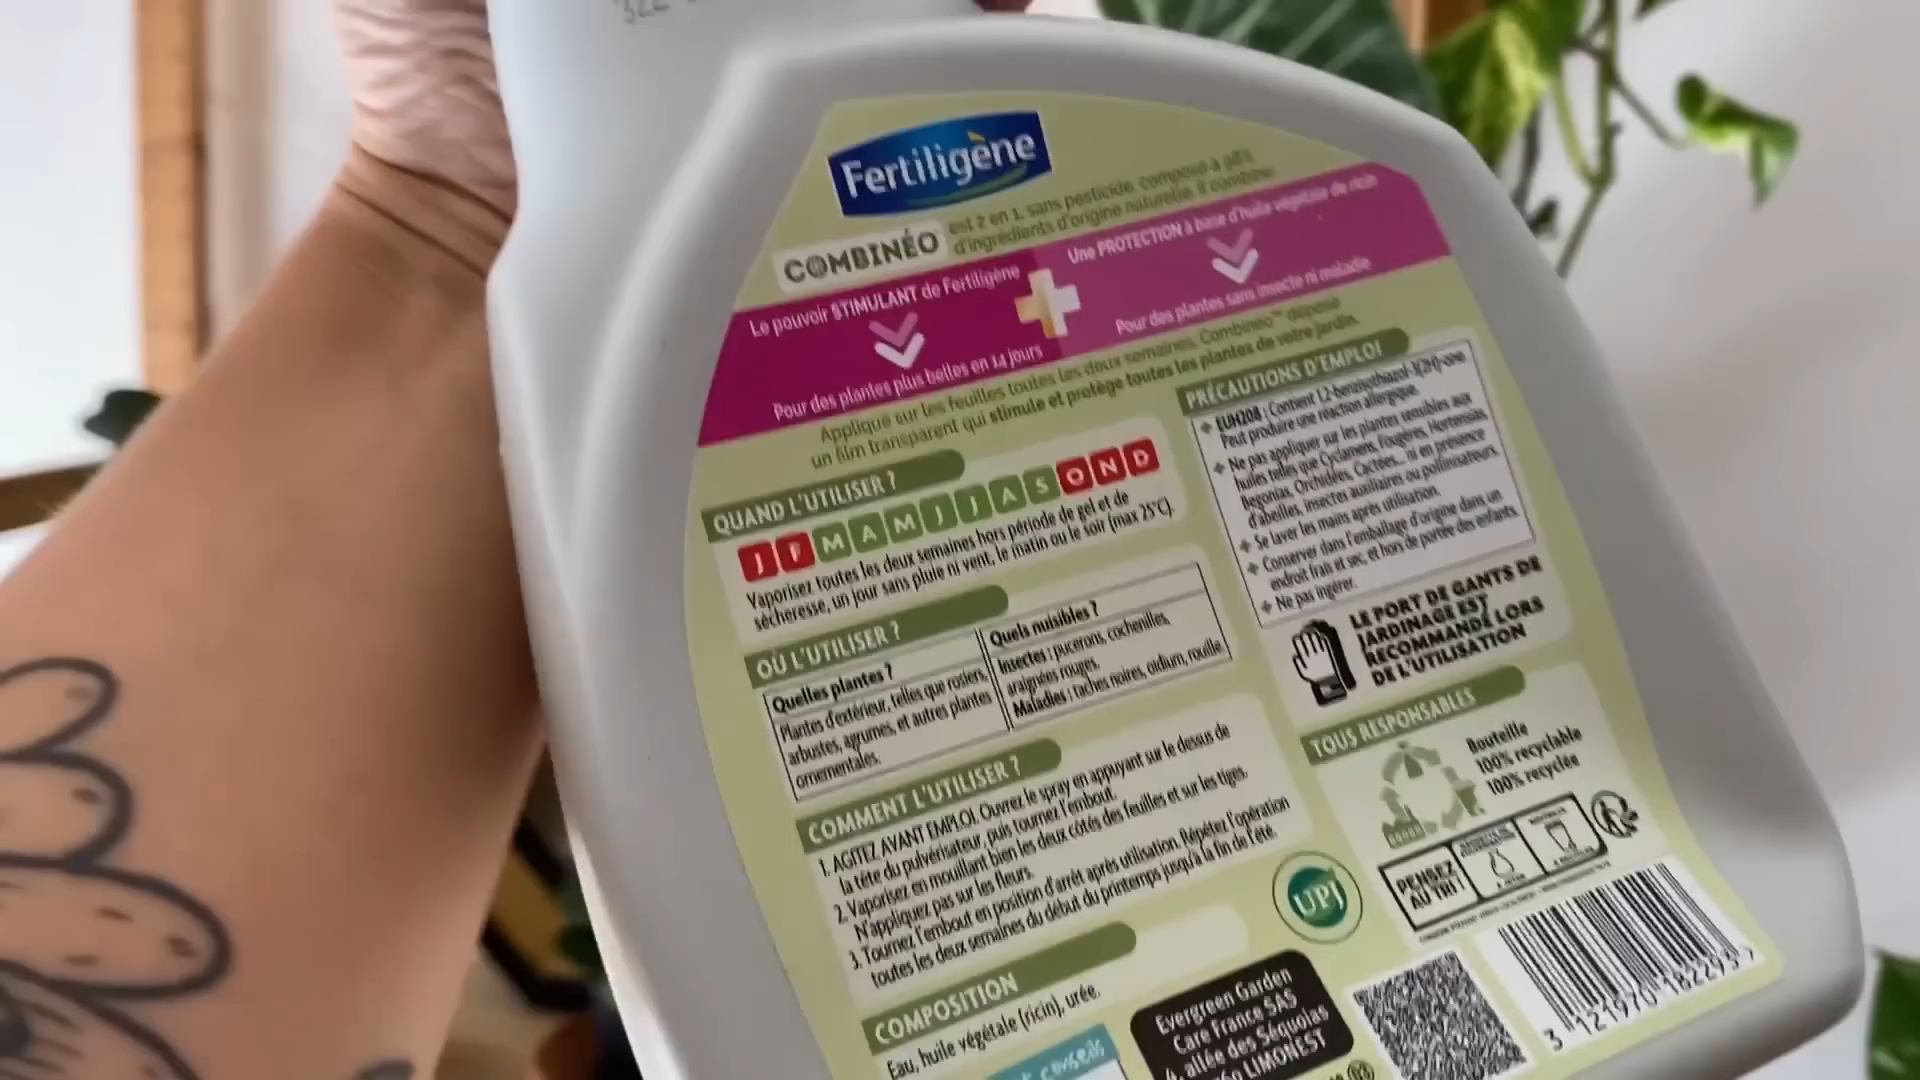 Fertiligène
COMBINÉO
est 2 en 1, sans pesticide, composé à 98%
d'ingrédients d'origine naturelle. Il combine
Le pouvoir STIMULANT de Fertiligène
Pour des plantes plus belles en 14 jours
Une PROTECTION à base d'huile végétale de ricin
Pour des plantes sans insecte ni maladie
Appliqué sur les feuilles toutes les deux semaines, Combinéo™ dépose
un film transparent qui stimule et protège toutes les plantes de votre jardin.
QUAND L'UTILISER ?
J F M A M J J A S O N D
Vaporisez toutes les deux semaines hors période de gel et de
sécheresse, un jour sans pluie ni vent, le matin ou le soir (max 25°C).
OÙ L'UTILISER ?
Quelles plantes ?
Plantes d'extérieur, telles que rosiers,
arbustes, agrumes, et autres plantes
ornementales.
Quels nuisibles ?
Insectes : pucerons, cochenilles,
araignées rouges.
Maladies : taches noires, oïdium, rouille.
COMMENT L'UTILISER ?
1. AGITEZ AVANT EMPLOI. Ouvrez le spray en appuyant sur le dessus de
la tête du pulvérisateur, puis tournez l'embout.
2. Vaporisez en mouillant bien les deux côtés des feuilles et sur les tiges.
N'appliquez pas sur les fleurs.
3. Tournez l'embout en position d'arrêt après utilisation. Répétez l'opération
toutes les deux semaines du début du printemps jusqu'à la fin de l'été.
COMPOSITION
Eau, huile végétale (ricin), urée.
PRÉCAUTIONS D'EMPLOI
EUH208 : Contient 1,2-benzisothiazol-3(2H)-one.
Peut produire une réaction allergique.
Ne pas appliquer sur les plantes sensibles aux
huiles telles que Cyclamens, Fougères, Hortensias,
Begonias, Orchidées, Cactées... ni en présence
d'abeilles, insectes auxiliaires ou pollinisateurs.
Se laver les mains après utilisation.
Conserver dans l'emballage d'origine dans un
endroit frais et sec, et hors de portée des enfants.
Ne pas ingérer.
LE PORT DE GANTS DE
JARDINAGE EST
RECOMMANDÉ LORS
DE L'UTILISATION
TOUS RESPONSABLES
Bouteille
100% recyclable
100% recyclée
PENSEZ
AU TRI !
UPJ
Evergreen Garden
Care France SAS
4, allée des Séquoias
LIMONEST
conseils